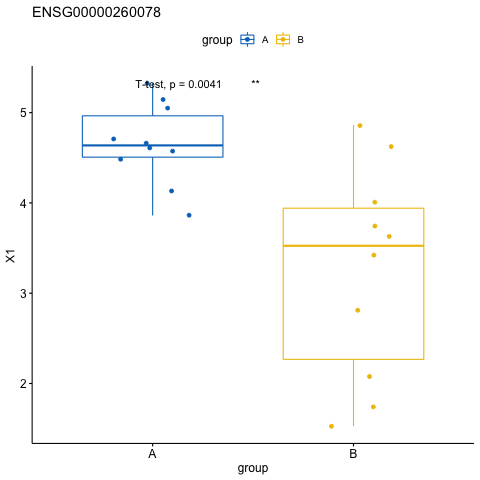 ENSG00000260078
group A B
T-test, p = 0.0041 **
5
4
3
2
X1
A B
group